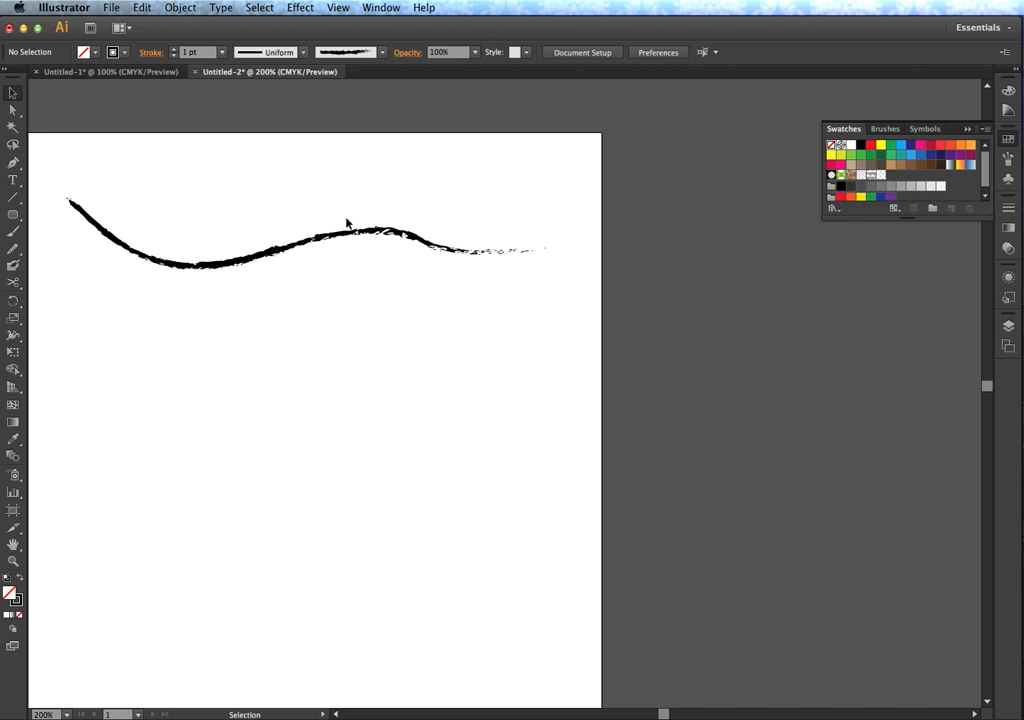 Illustrator File Edit Object Type Select Effect View Window Help
Ai Essentials
No Selection Stroke: 1 pt Uniform Opacity: 100% Style: Document Setup Preferences
× Untitled-1* @ 100% (CMYK/Preview) × Untitled-2* @ 200% (CMYK/Preview)
Swatches Brushes Symbols
T
200% 1 Selection